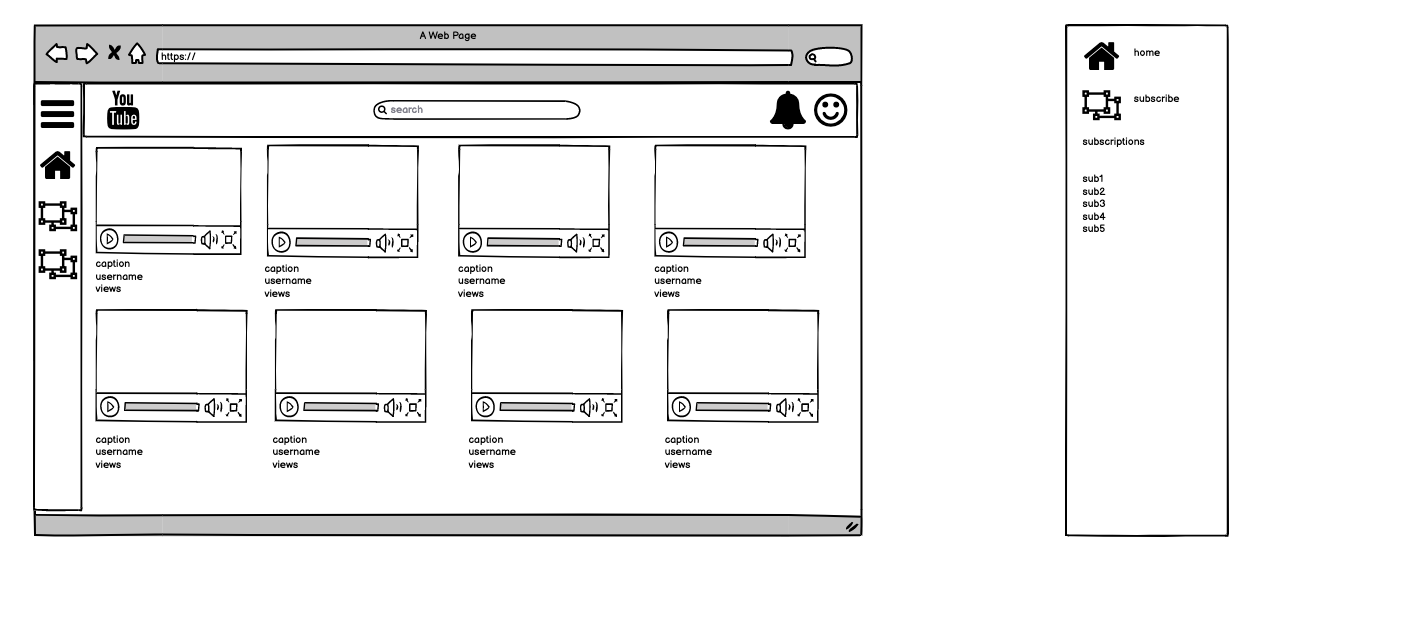 A Web Page
https://
You
Tube
search
caption
username
views
caption
username
views
caption
username
views
caption
username
views
caption
username
views
caption
username
views
caption
username
views
caption
username
views
home
subscribe
subscriptions
sub1
sub2
sub3
sub4
sub5